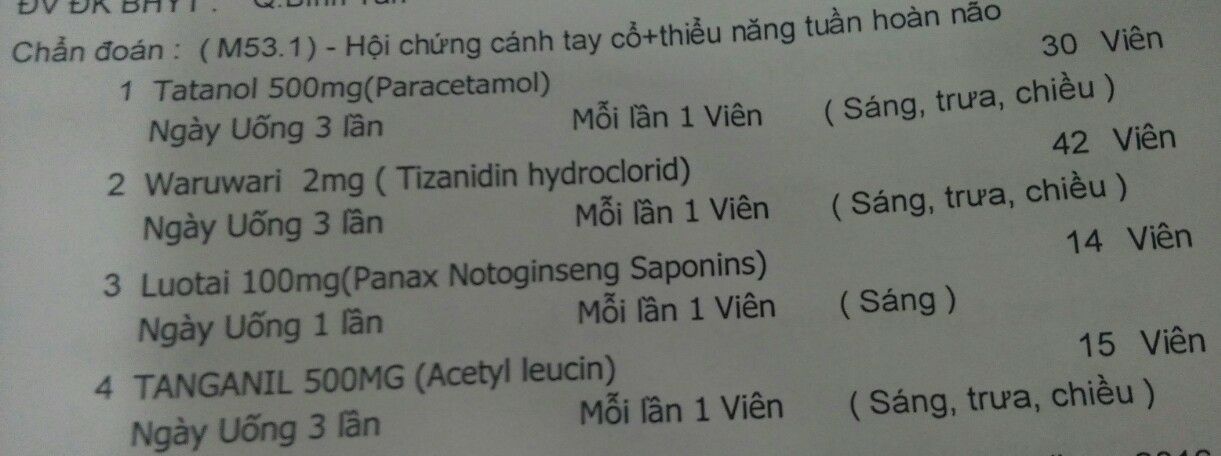 ĐV ĐK BHYT :
Chẩn đoán : ( M53.1) - Hội chứng cánh tay cổ+thiểu năng tuần hoàn não
1 Tatanol 500mg(Paracetamol) 30 Viên
Ngày Uống 3 lần Mỗi lần 1 Viên ( Sáng, trưa, chiều )
2 Waruwari 2mg ( Tizanidin hydroclorid) 42 Viên
Ngày Uống 3 lần Mỗi lần 1 Viên ( Sáng, trưa, chiều )
3 Luotai 100mg(Panax Notoginseng Saponins) 14 Viên
Ngày Uống 1 lần Mỗi lần 1 Viên ( Sáng )
4 TANGANIL 500MG (Acetyl leucin) 15 Viên
Ngày Uống 3 lần Mỗi lần 1 Viên ( Sáng, trưa, chiều )